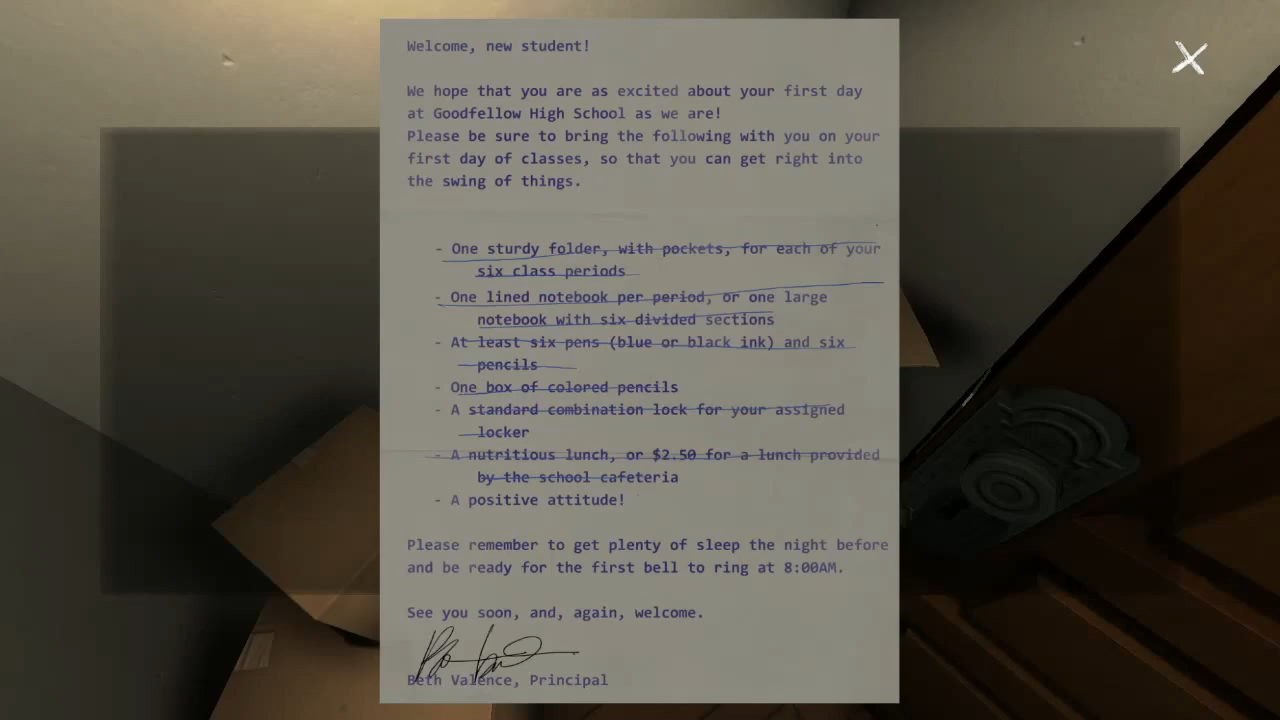 Welcome, new student!
We hope that you are as excited about your first day
at Goodfellow High School as we are!
Please be sure to bring the following with you on your
first day of classes, so that you can get right into
the swing of things.
- One sturdy folder, with pockets, for each of your
six class periods
- One lined notebook per period, or one large
notebook with six divided sections
- At least six pens (blue or black ink) and six
pencils
- One box of colored pencils
- A standard combination lock for your assigned
locker
- A nutritious lunch, or $2.50 for a lunch provided
by the school cafeteria
- A positive attitude!
Please remember to get plenty of sleep the night before
and be ready for the first bell to ring at 8:00AM.
See you soon, and, again, welcome.
Beth Valence, Principal